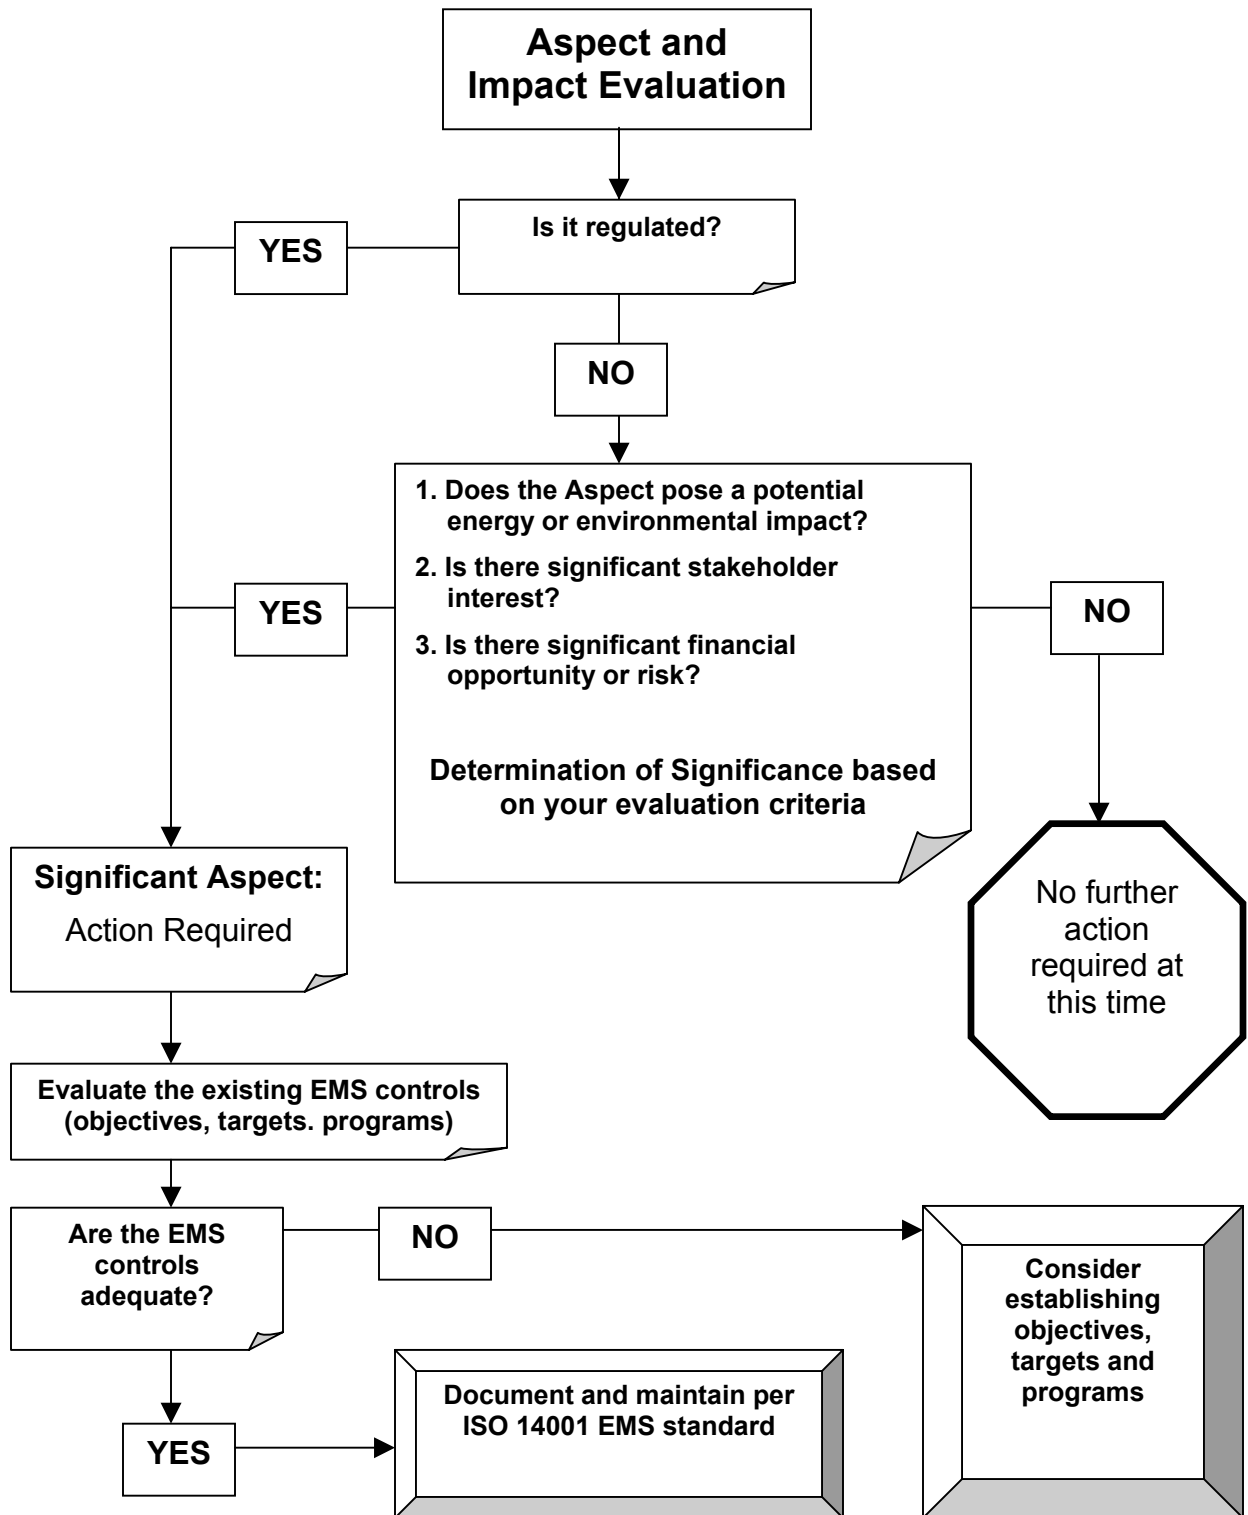 Aspect and
Impact Evaluation
Is it regulated?
YES
NO
1. Does the Aspect pose a potential
energy or environmental impact?
2. Is there significant stakeholder
interest?
3. Is there significant financial
opportunity or risk?
Determination of Significance based
on your evaluation criteria
YES
NO
Significant Aspect:
Action Required
No further
action
required at
this time
Evaluate the existing EMS controls
(objectives, targets. programs)
Are the EMS
controls
adequate?
NO
Consider
establishing
objectives,
targets and
programs
YES
Document and maintain per
ISO 14001 EMS standard